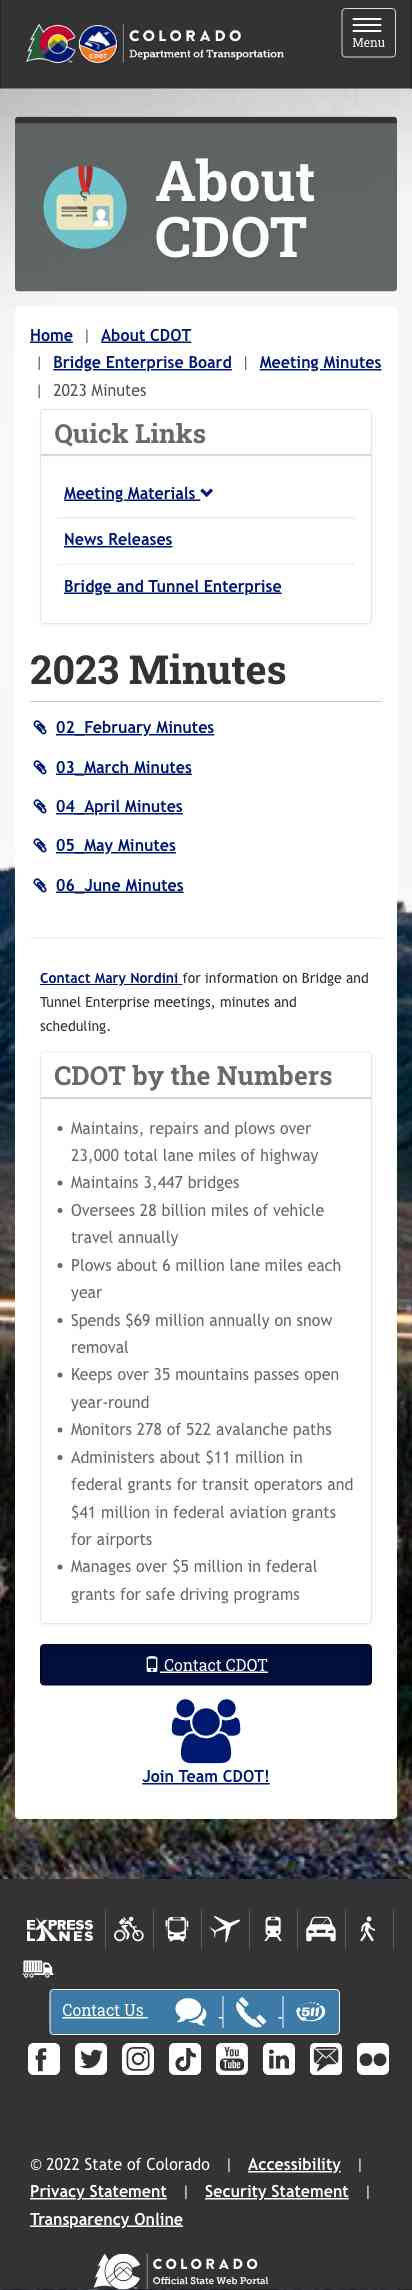 COLORADO
Department of Transportation
CDOT
Menu
About
CDOT
Home | About CDOT
| Bridge Enterprise Board | Meeting Minutes
| 2023 Minutes
Quick Links
Meeting Materials
News Releases
Bridge and Tunnel Enterprise
2023 Minutes
02_February Minutes
03_March Minutes
04_April Minutes
05_May Minutes
06_June Minutes
Contact Mary Nordini for information on Bridge and
Tunnel Enterprise meetings, minutes and
scheduling.
CDOT by the Numbers
• Maintains, repairs and plows over
23,000 total lane miles of highway
• Maintains 3,447 bridges
• Oversees 28 billion miles of vehicle
travel annually
• Plows about 6 million lane miles each
year
• Spends $69 million annually on snow
removal
• Keeps over 35 mountains passes open
year-round
• Monitors 278 of 522 avalanche paths
• Administers about $11 million in
federal grants for transit operators and
$41 million in federal aviation grants
for airports
• Manages over $5 million in federal
grants for safe driving programs
Contact CDOT
Join Team CDOT!
EXPRESS
LANES
Contact Us
511
You
Tube
in
© 2022 State of Colorado | Accessibility |
Privacy Statement | Security Statement |
Transparency Online
COLORADO
Official State Web Portal